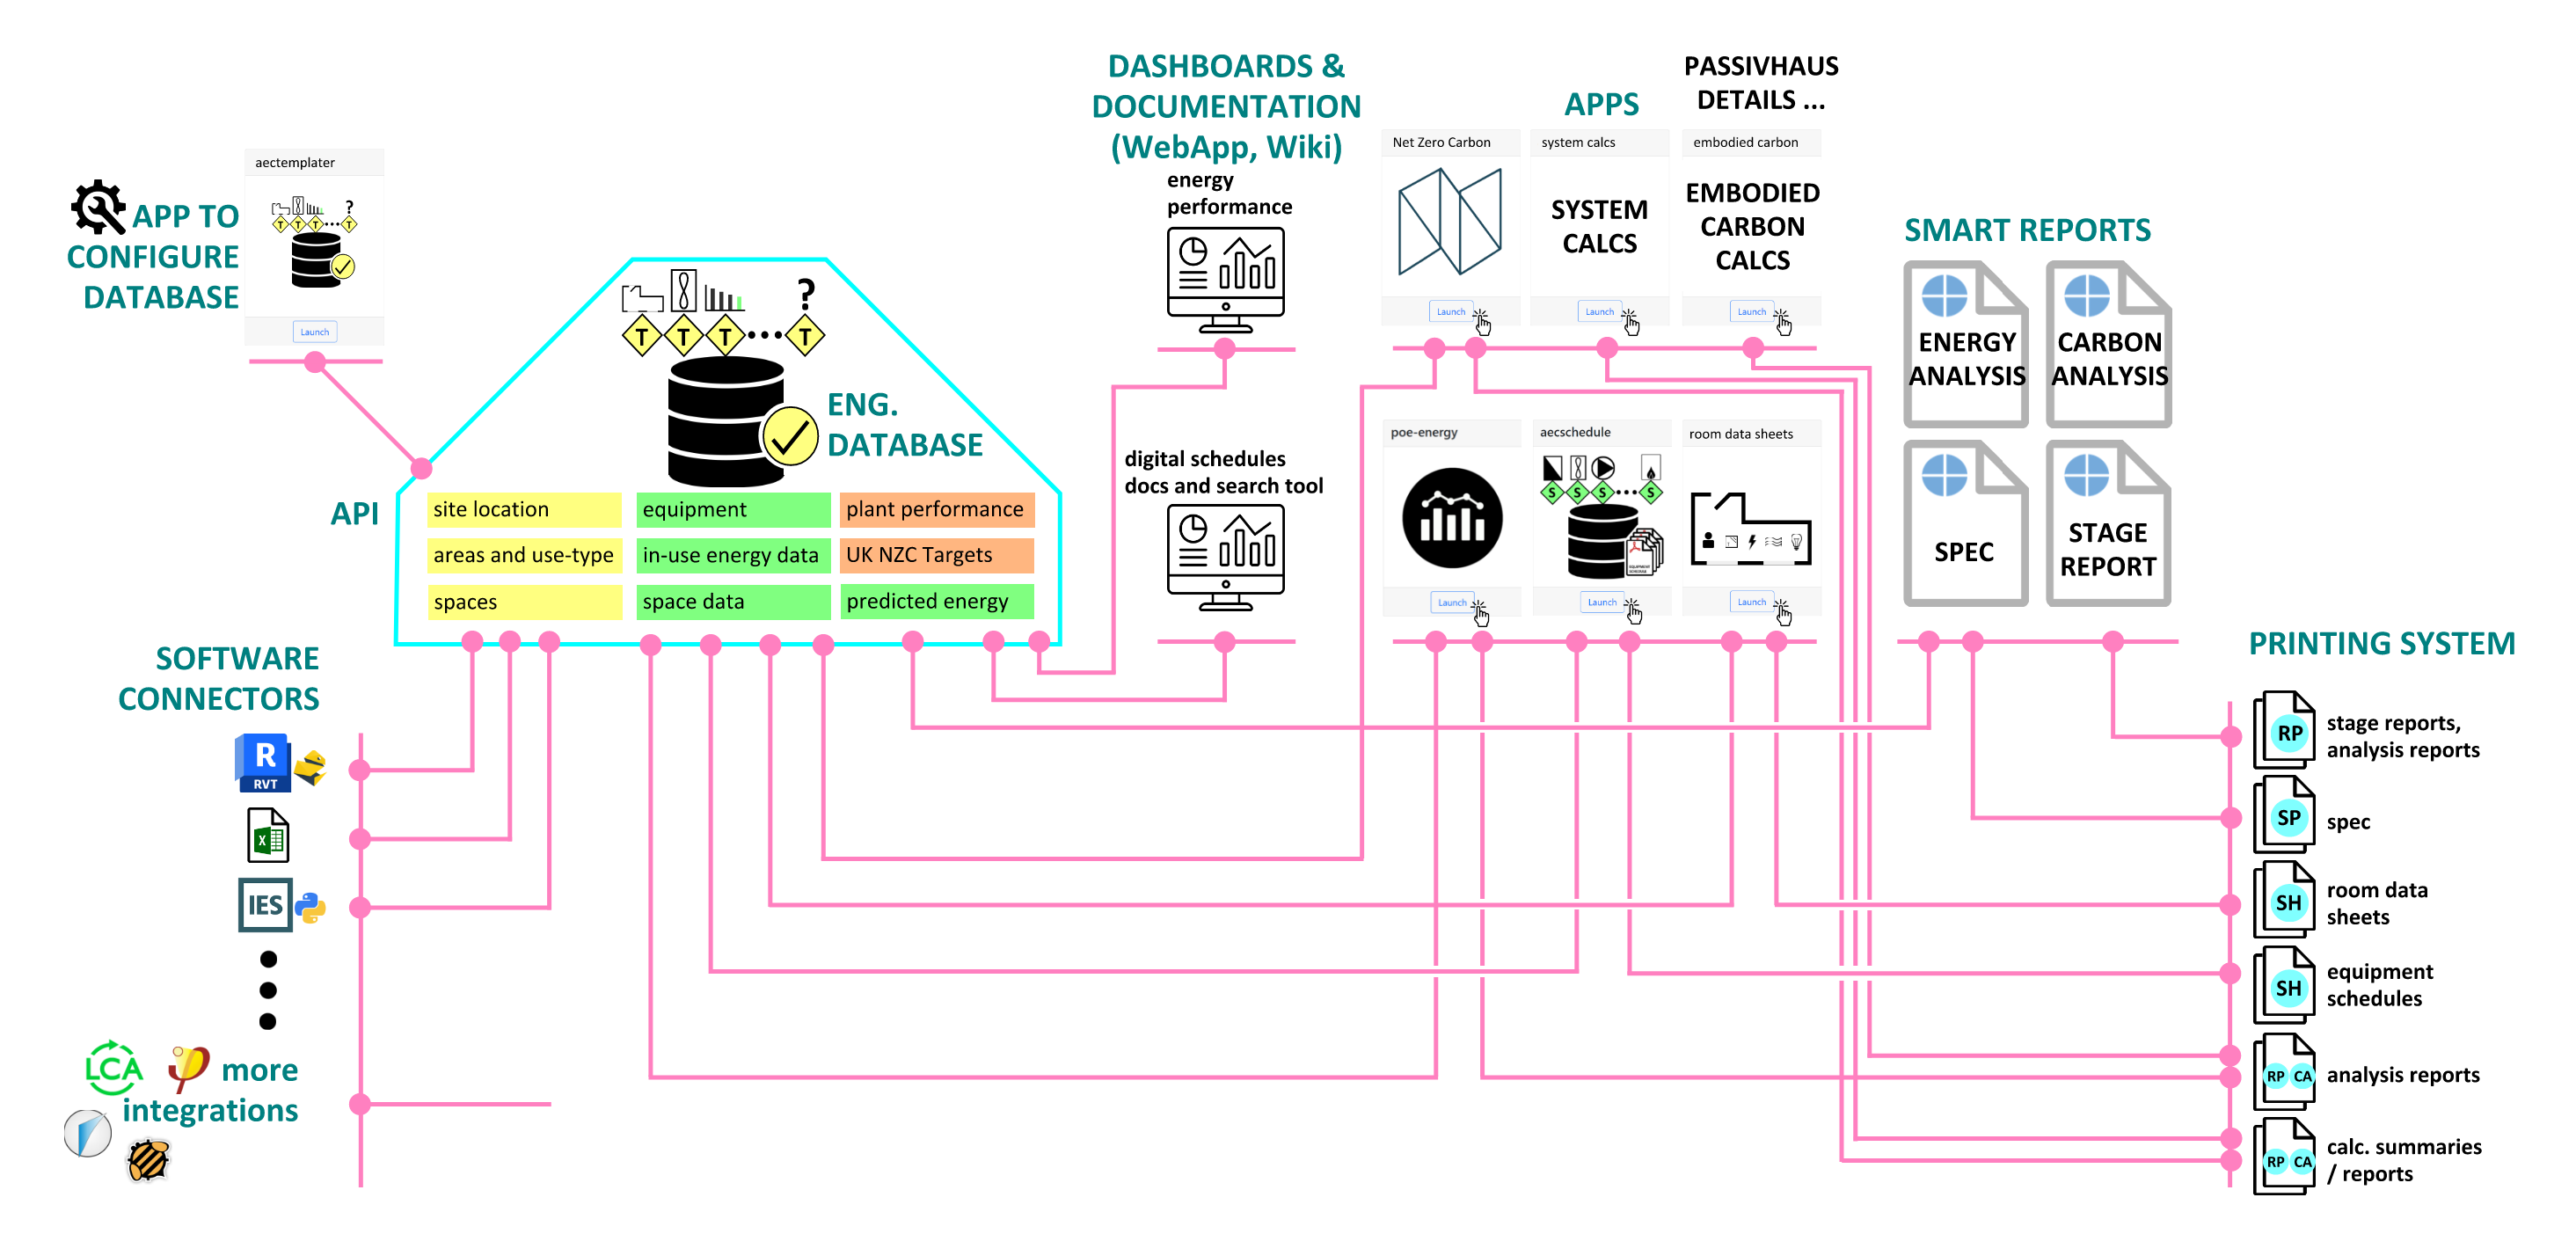 aectemplater
APP TO
CONFIGURE
DATABASE
?
T T T T
Launch
?
T T T T
ENG.
DATABASE
API
site location
equipment
plant performance
areas and use-type
in-use energy data
UK NZC Targets
spaces
space data
predicted energy
SOFTWARE
CONNECTORS
R
RVT
X
IES
LCA
more
integrations
DASHBOARDS &
DOCUMENTATION
(WebApp, Wiki)
energy
performance
digital schedules
docs and search tool
APPS
PASSIVHAUS
DETAILS ...
Net Zero Carbon
Launch
system calcs
SYSTEM
CALCS
Launch
embodied carbon
EMBODIED
CARBON
CALCS
Launch
poe-energy
Launch
aecschedule
S S S S
Launch
room data sheets
Launch
SMART REPORTS
ENERGY
ANALYSIS
CARBON
ANALYSIS
SPEC
STAGE
REPORT
PRINTING SYSTEM
RP
stage reports,
analysis reports
SP
spec
SH
room data
sheets
SH
equipment
schedules
RP CA
analysis reports
RP CA
calc. summaries
/ reports